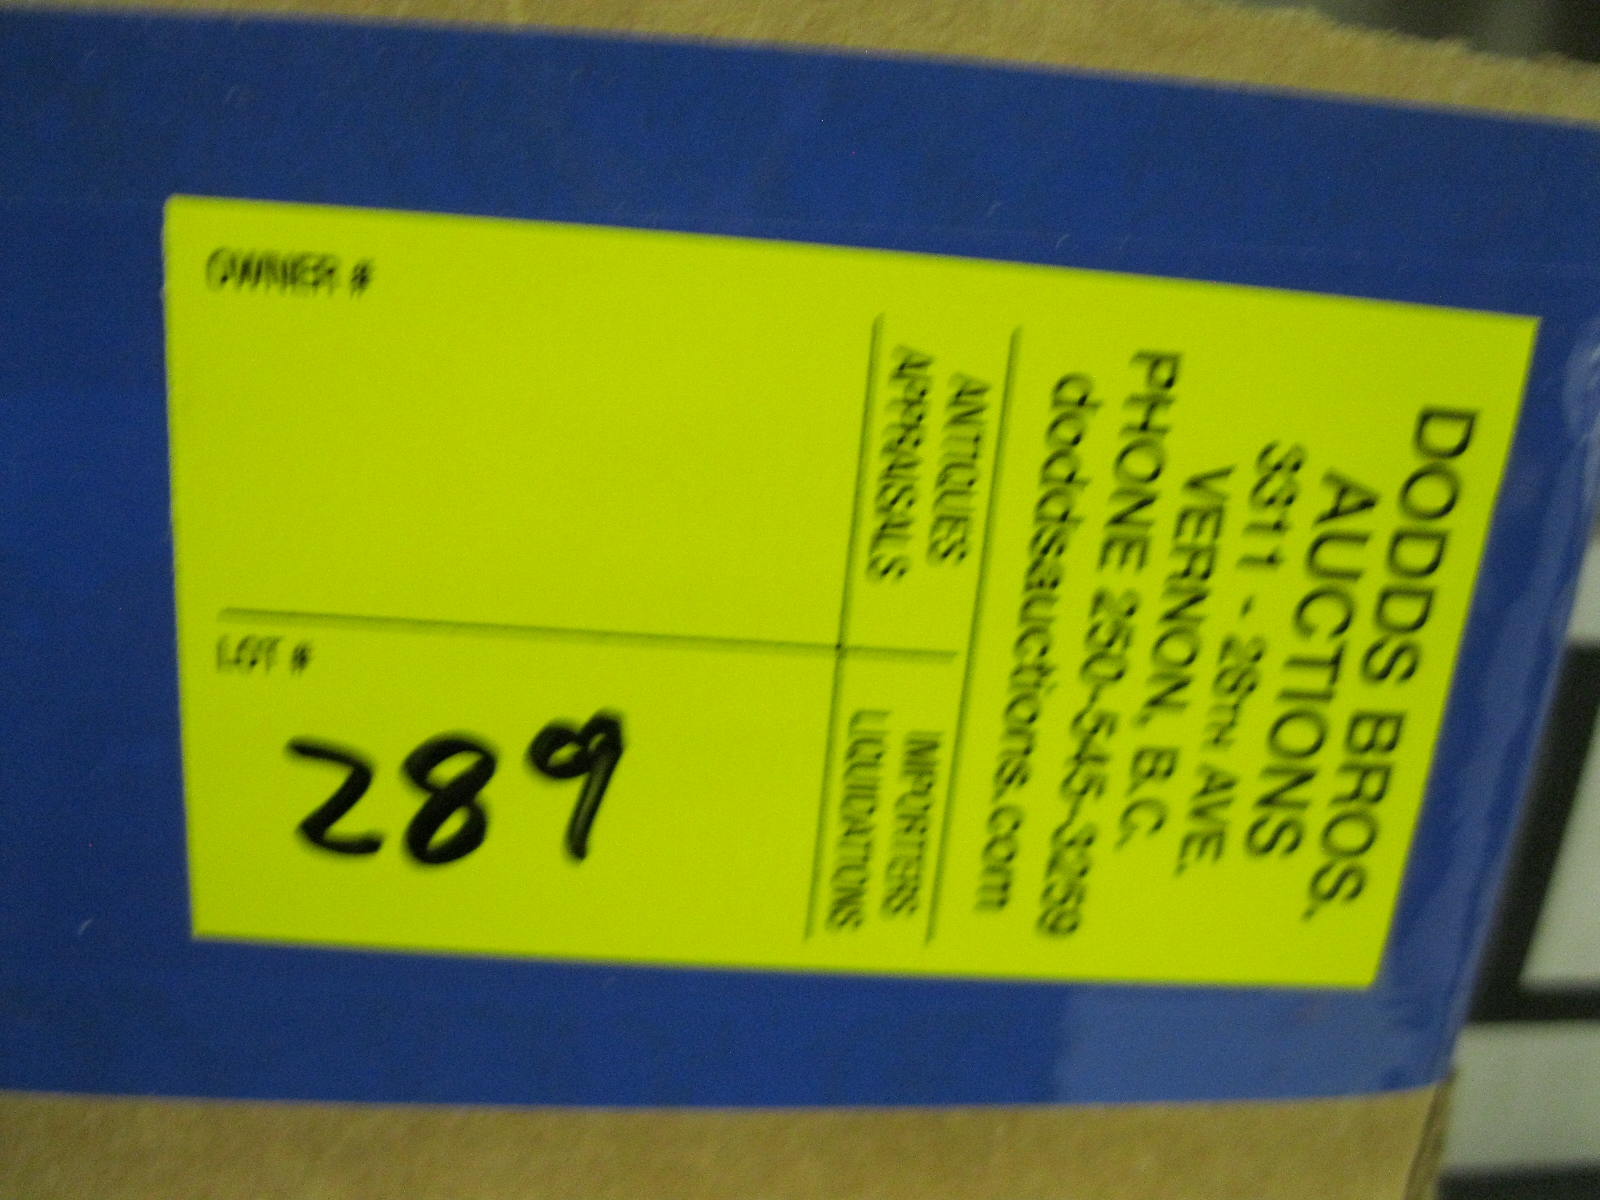 DODDS BROS.
AUCTIONS
3311 - 28TH AVE.
VERNON, B.C.
PHONE 250-545-3259
doddsauctions.com
ANTIQUES IMPORTERS
APPRAISALS LIQUIDATIONS
OWNER #
LOT #
289